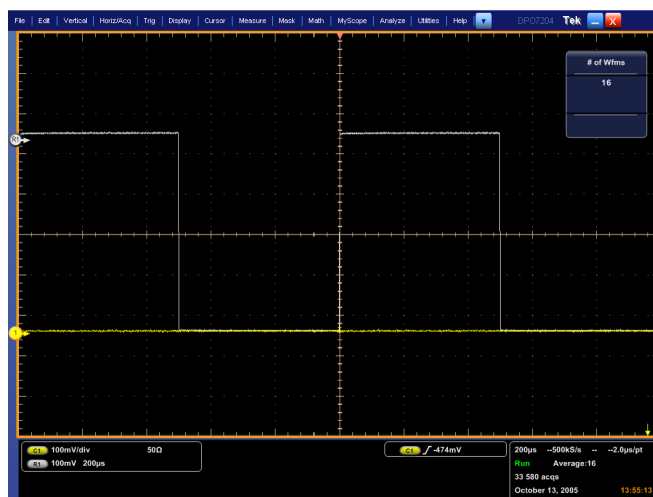 File Edit Vertical Horiz/Acq Trig Display Cursor Measure Mask Math MyScope Analyze Utilities Help DPO7204 Tek X
# of Wfms
16
R1
1
C1 100mV/div 50Ω
R1 100mV 200µs
C1 -474mV
200µs --500kS/s -- --2.0µs/pt
Run Average:16
33 580 acqs
October 13, 2005 13:55:13